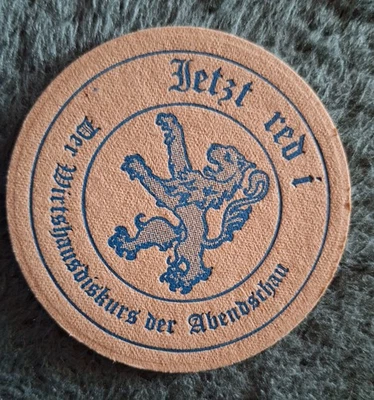 Jetzt red i
Der Wirtshausdiskurs der Abendschau